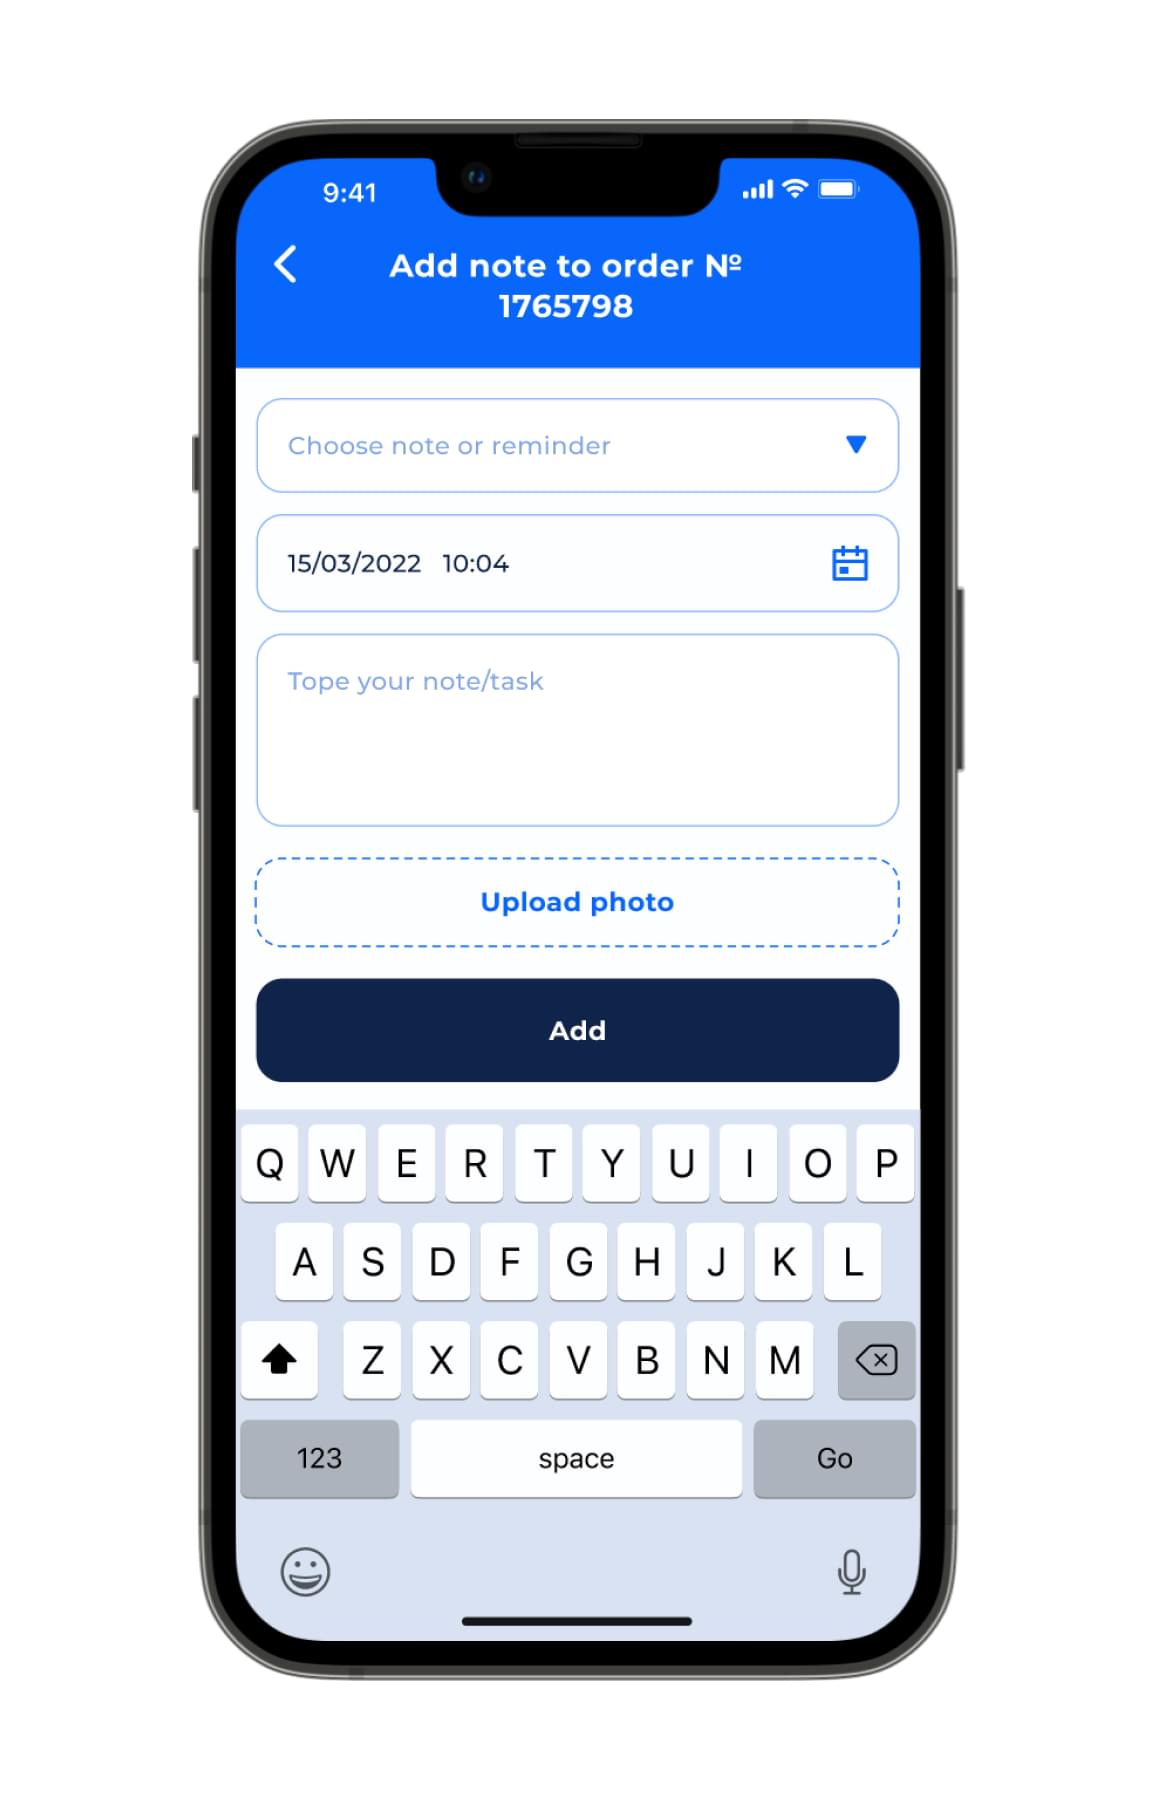 9:41
Add note to order №
1765798
Choose note or reminder
15/03/2022 10:04
Tope your note/task
Upload photo
Add
Q W E R T Y U I O P
A S D F G H J K L
Z X C V B N M
123 space Go